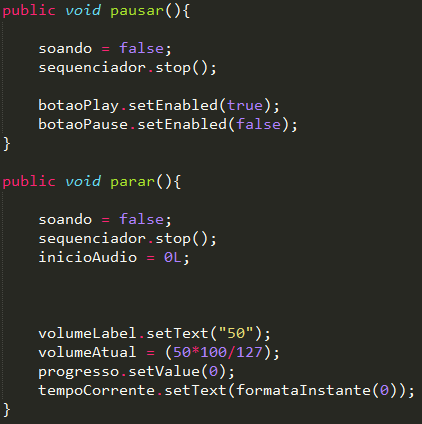 public void pausar(){
soando = false;
sequenciador.stop();
botaoPlay.setEnabled(true);
botaoPause.setEnabled(false);
}
public void parar(){
soando = false;
sequenciador.stop();
inicioAudio = 0L;
volumeLabel.setText("50");
volumeAtual = (50*100/127);
progresso.setValue(0);
tempoCorrente.setText(formataInstante(0));
}